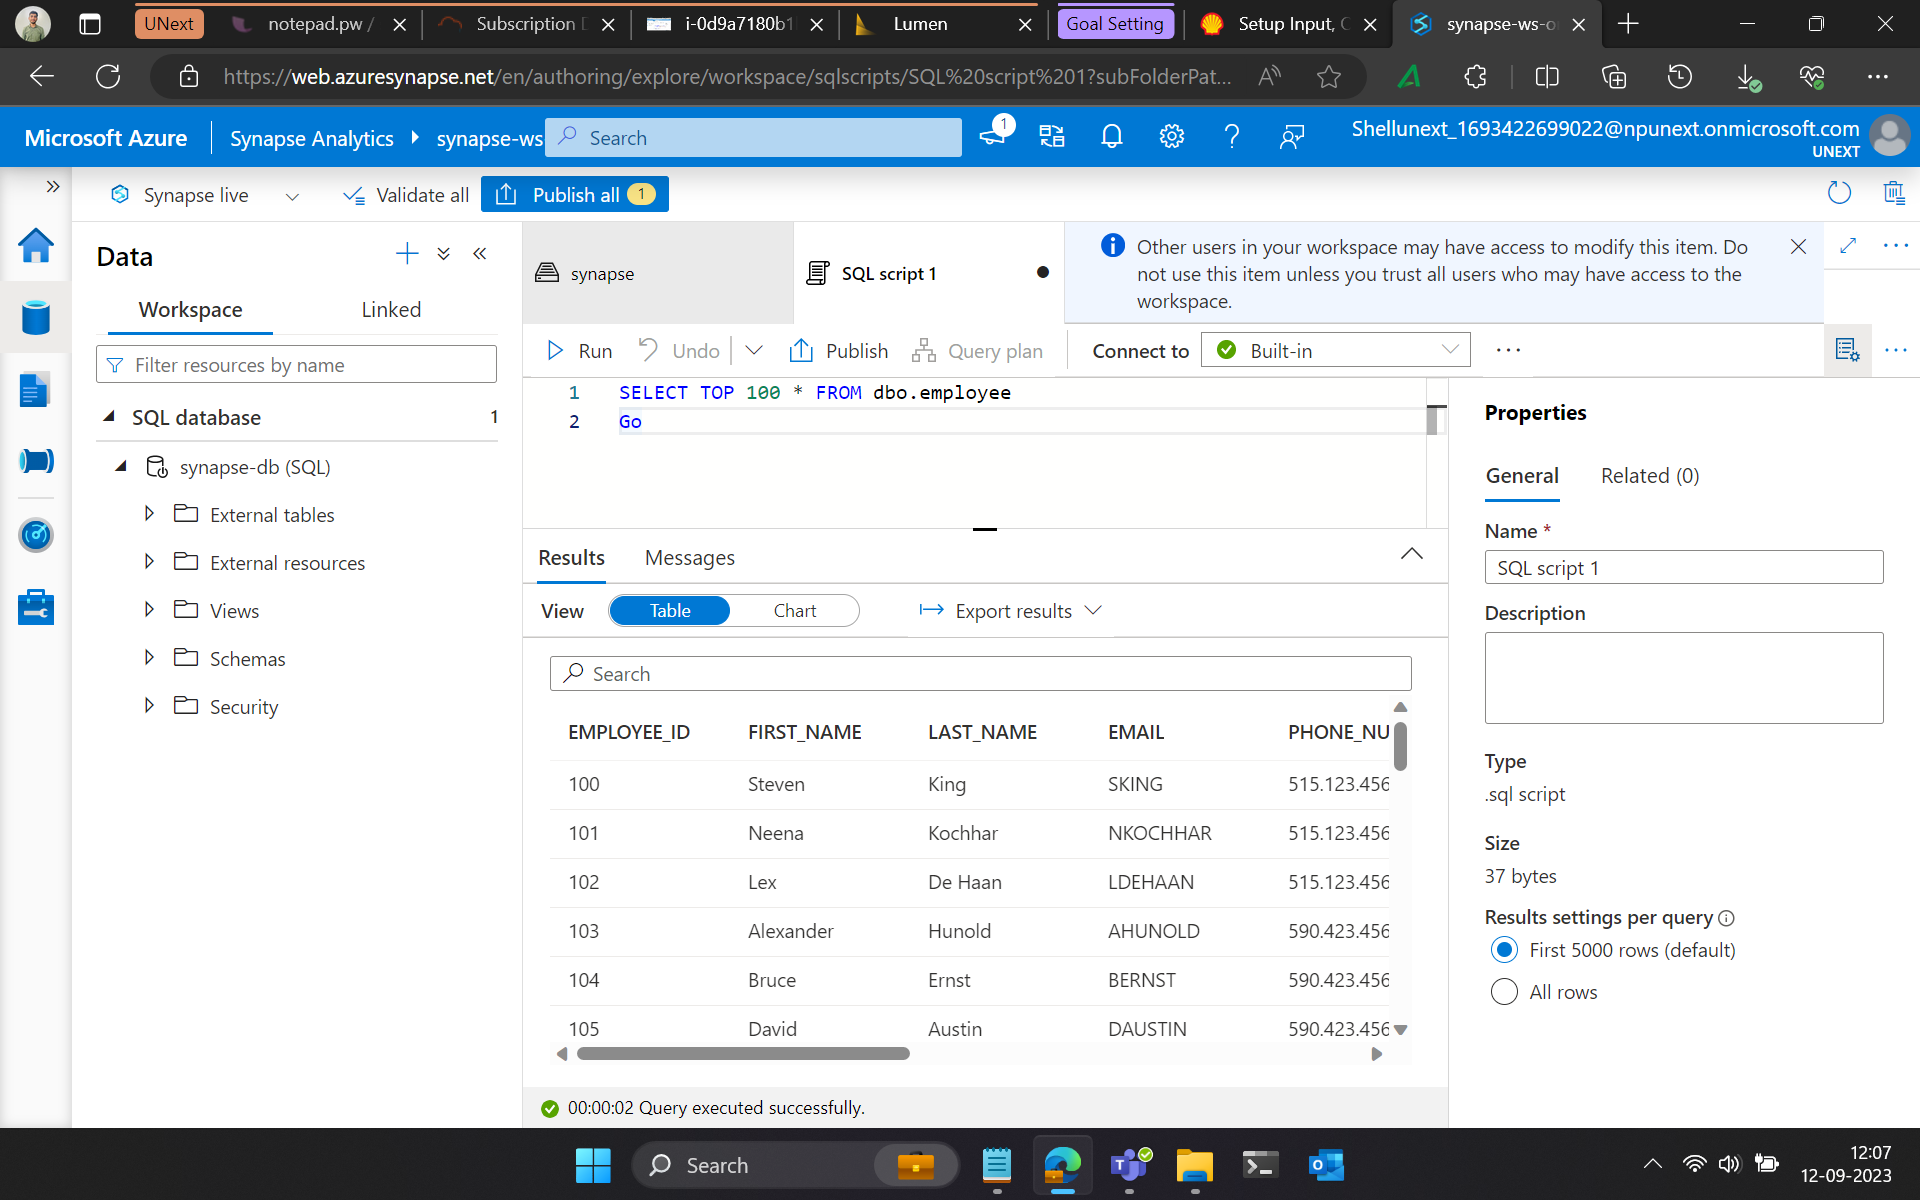 UNext
notepad.pw /
Subscription
i-0d9a7180b1
Lumen
Goal Setting
Setup Input,
synapse-ws-o
https://web.azuresynapse.net/en/authoring/explore/workspace/sqlscripts/SQL%20script%201?subFolderPat...
Microsoft Azure
Synapse Analytics
synapse-ws
Search
1
Shellunext_1693422699022@npunext.onmicrosoft.com
UNEXT
Synapse live
Validate all
Publish all 1
Data
Workspace
Linked
Filter resources by name
SQL database 1
synapse-db (SQL)
External tables
External resources
Views
Schemas
Security
synapse
SQL script 1
Other users in your workspace may have access to modify this item. Do
not use this item unless you trust all users who may have access to the
workspace.
Run
Undo
Publish
Query plan
Connect to
Built-in
1 SELECT TOP 100 * FROM dbo.employee
2 Go
Results
Messages
View
Table
Chart
Export results
Search
EMPLOYEE_ID FIRST_NAME LAST_NAME EMAIL PHONE_NU
100 Steven King SKING 515.123.456
101 Neena Kochhar NKOCHHAR 515.123.456
102 Lex De Haan LDEHAAN 515.123.456
103 Alexander Hunold AHUNOLD 590.423.456
104 Bruce Ernst BERNST 590.423.456
105 David Austin DAUSTIN 590.423.456
00:00:02 Query executed successfully.
Properties
General
Related (0)
Name *
SQL script 1
Description
Type
.sql script
Size
37 bytes
Results settings per query
First 5000 rows (default)
All rows
Search
12:07
12-09-2023